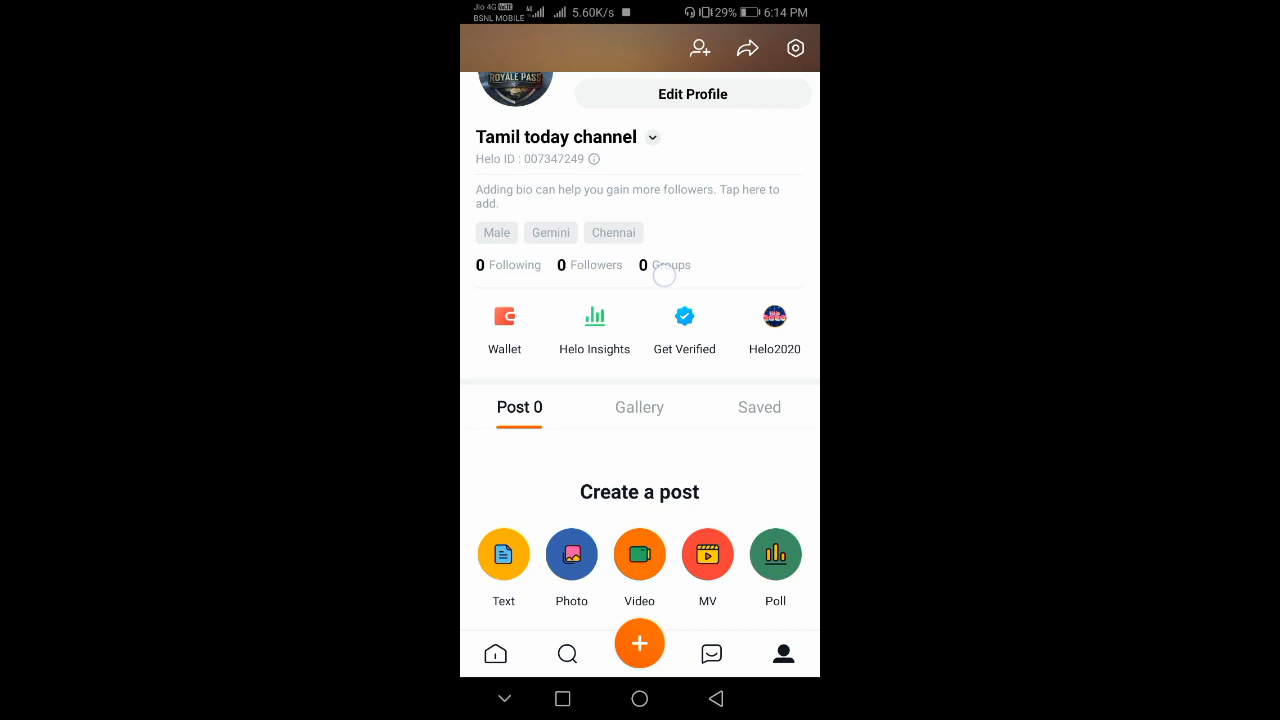 Jio 4G VoLTE
BSNL MOBILE 4G 5.60K/s 29% 6:14 PM
ROYALE PASS
Edit Profile
Tamil today channel
Helo ID : 007347249
Adding bio can help you gain more followers. Tap here to
add.
Male Gemini Chennai
0 Following 0 Followers 0 Groups
Wallet Helo Insights Get Verified Helo2020
Post 0 Gallery Saved
Create a post
Text Photo Video MV Poll